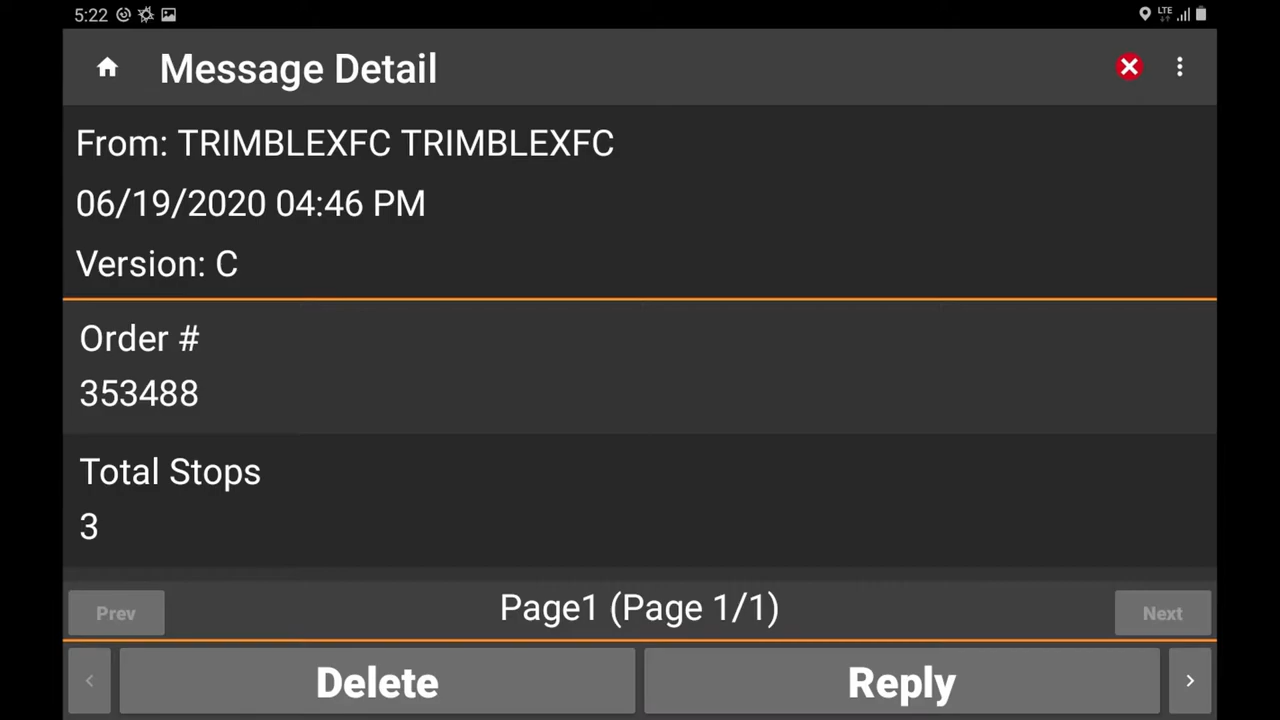 5:22 LTE
Message Detail
From: TRIMBLEXFC TRIMBLEXFC
06/19/2020 04:46 PM
Version: C
Order #
353488
Total Stops
3
Prev Page1 (Page 1/1) Next
< Delete Reply >